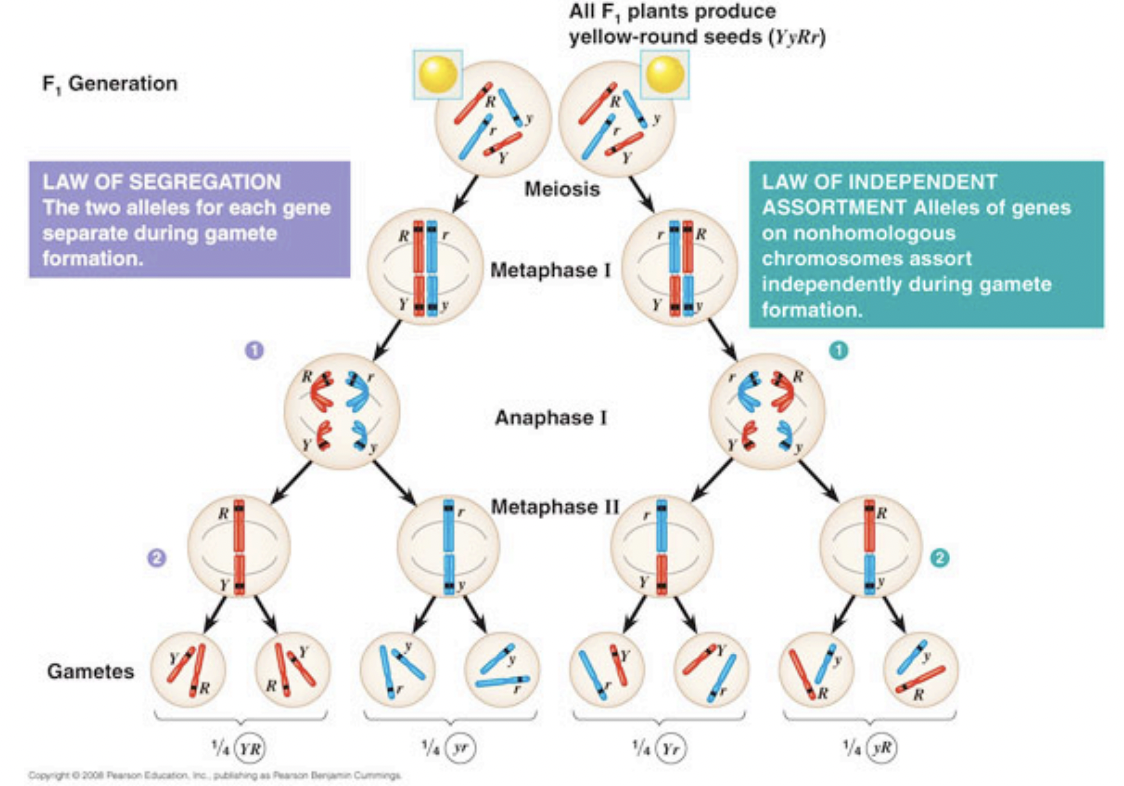 All F1 plants produce
yellow-round seeds (YyRr)
F1 Generation
R
y
r
Y
R
y
r
Y
LAW OF SEGREGATION
The two alleles for each gene
separate during gamete
formation.
Meiosis
LAW OF INDEPENDENT
ASSORTMENT Alleles of genes
on nonhomologous
chromosomes assort
independently during gamete
formation.
R r
Y y
Metaphase I
r R
Y y
1
1
R r
Y y
Anaphase I
r R
Y y
Metaphase II
R
Y
r
y
r
Y
R
y
2
2
Gametes
Y
R
Y
R
y
r
y
r
Y
r
Y
r
y
R
y
R
1/4 YR
1/4 yr
1/4 Yr
1/4 yR
Copyright © 2008 Pearson Education, Inc., publishing as Pearson Benjamin Cummings.